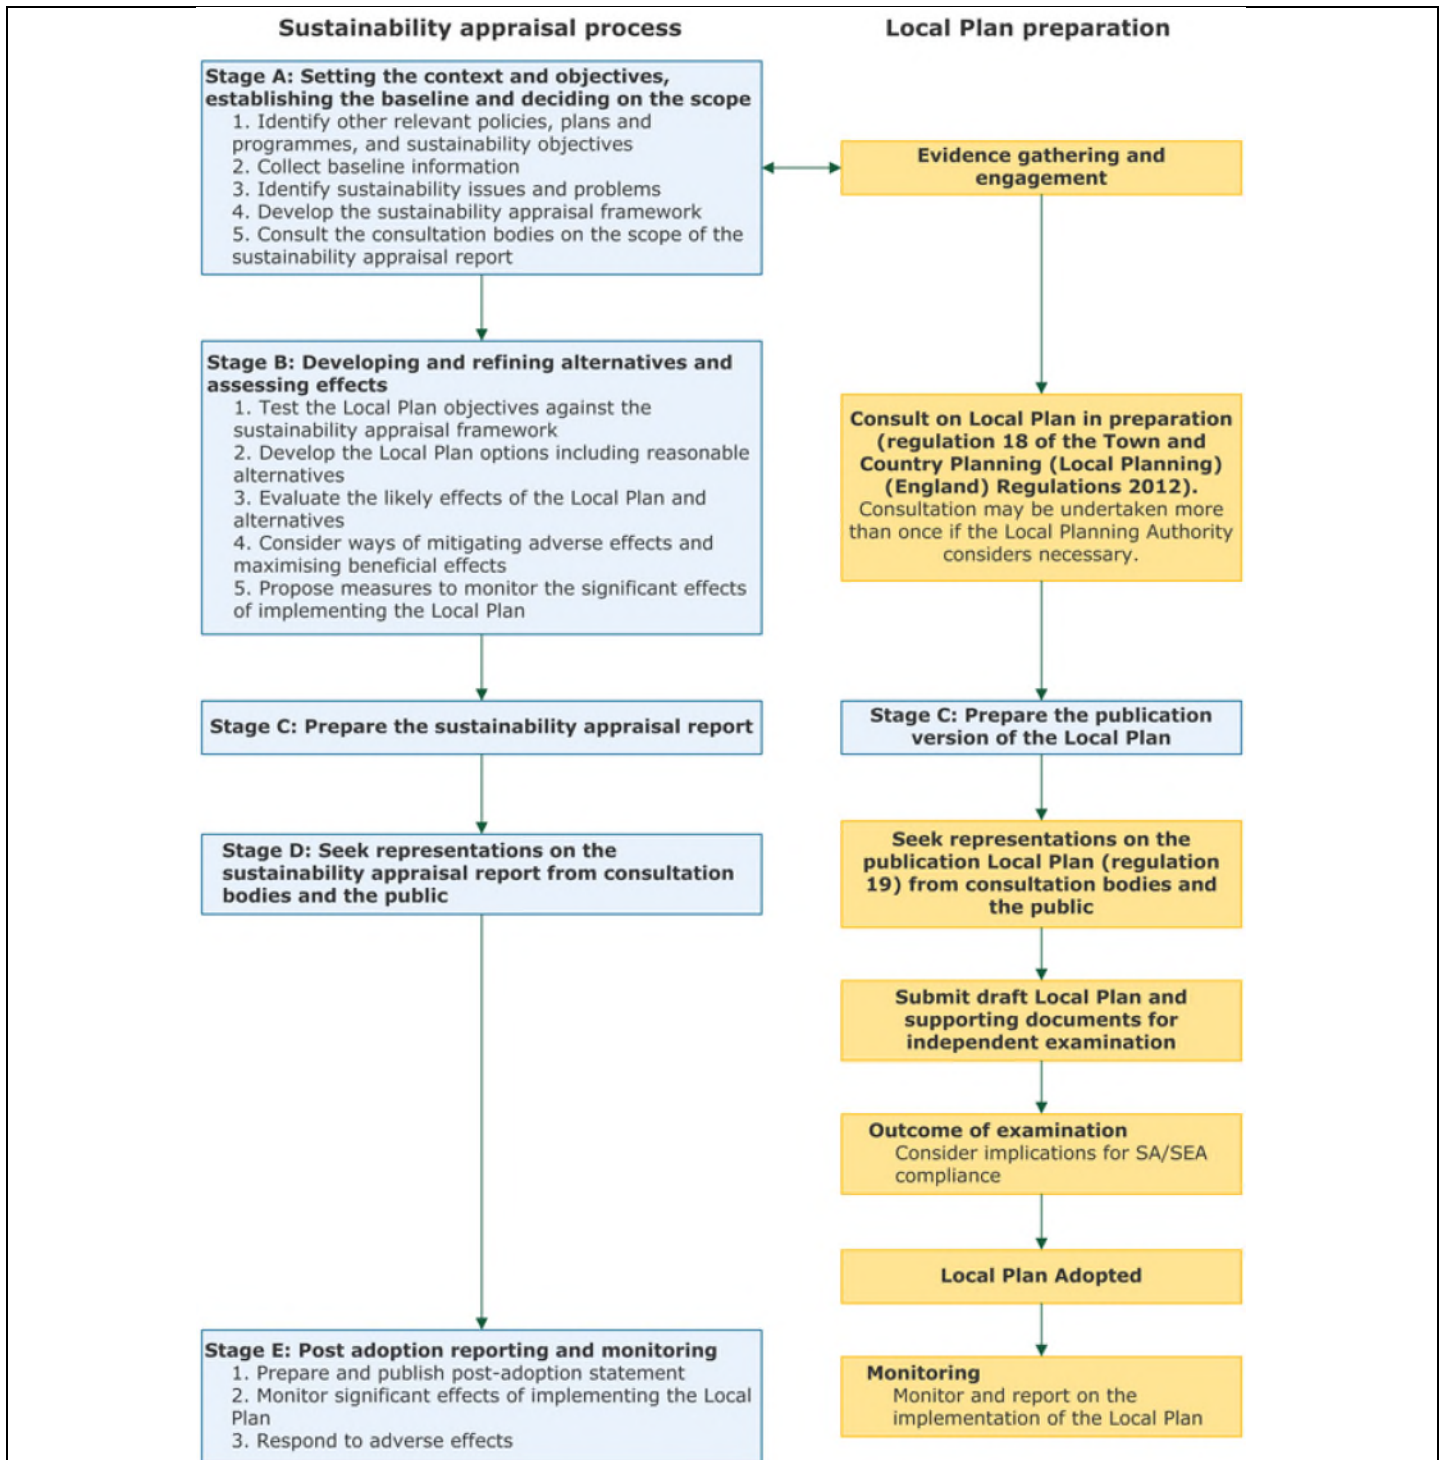 Sustainability appraisal process
Local Plan preparation
Stage A: Setting the context and objectives,
establishing the baseline and deciding on the scope
1. Identify other relevant policies, plans and
programmes, and sustainability objectives
2. Collect baseline information
3. Identify sustainability issues and problems
4. Develop the sustainability appraisal framework
5. Consult the consultation bodies on the scope of the
sustainability appraisal report
Evidence gathering and
engagement
Stage B: Developing and refining alternatives and
assessing effects
1. Test the Local Plan objectives against the
sustainability appraisal framework
2. Develop the Local Plan options including reasonable
alternatives
3. Evaluate the likely effects of the Local Plan and
alternatives
4. Consider ways of mitigating adverse effects and
maximising beneficial effects
5. Propose measures to monitor the significant effects
of implementing the Local Plan
Consult on Local Plan in preparation
(regulation 18 of the Town and
Country Planning (Local Planning)
(England) Regulations 2012).
Consultation may be undertaken more
than once if the Local Planning Authority
considers necessary.
Stage C: Prepare the sustainability appraisal report
Stage C: Prepare the publication
version of the Local Plan
Stage D: Seek representations on the
sustainability appraisal report from consultation
bodies and the public
Seek representations on the
publication Local Plan (regulation
19) from consultation bodies and
the public
Submit draft Local Plan and
supporting documents for
independent examination
Outcome of examination
Consider implications for SA/SEA
compliance
Local Plan Adopted
Stage E: Post adoption reporting and monitoring
1. Prepare and publish post-adoption statement
2. Monitor significant effects of implementing the Local
Plan
3. Respond to adverse effects
Monitoring
Monitor and report on the
implementation of the Local Plan